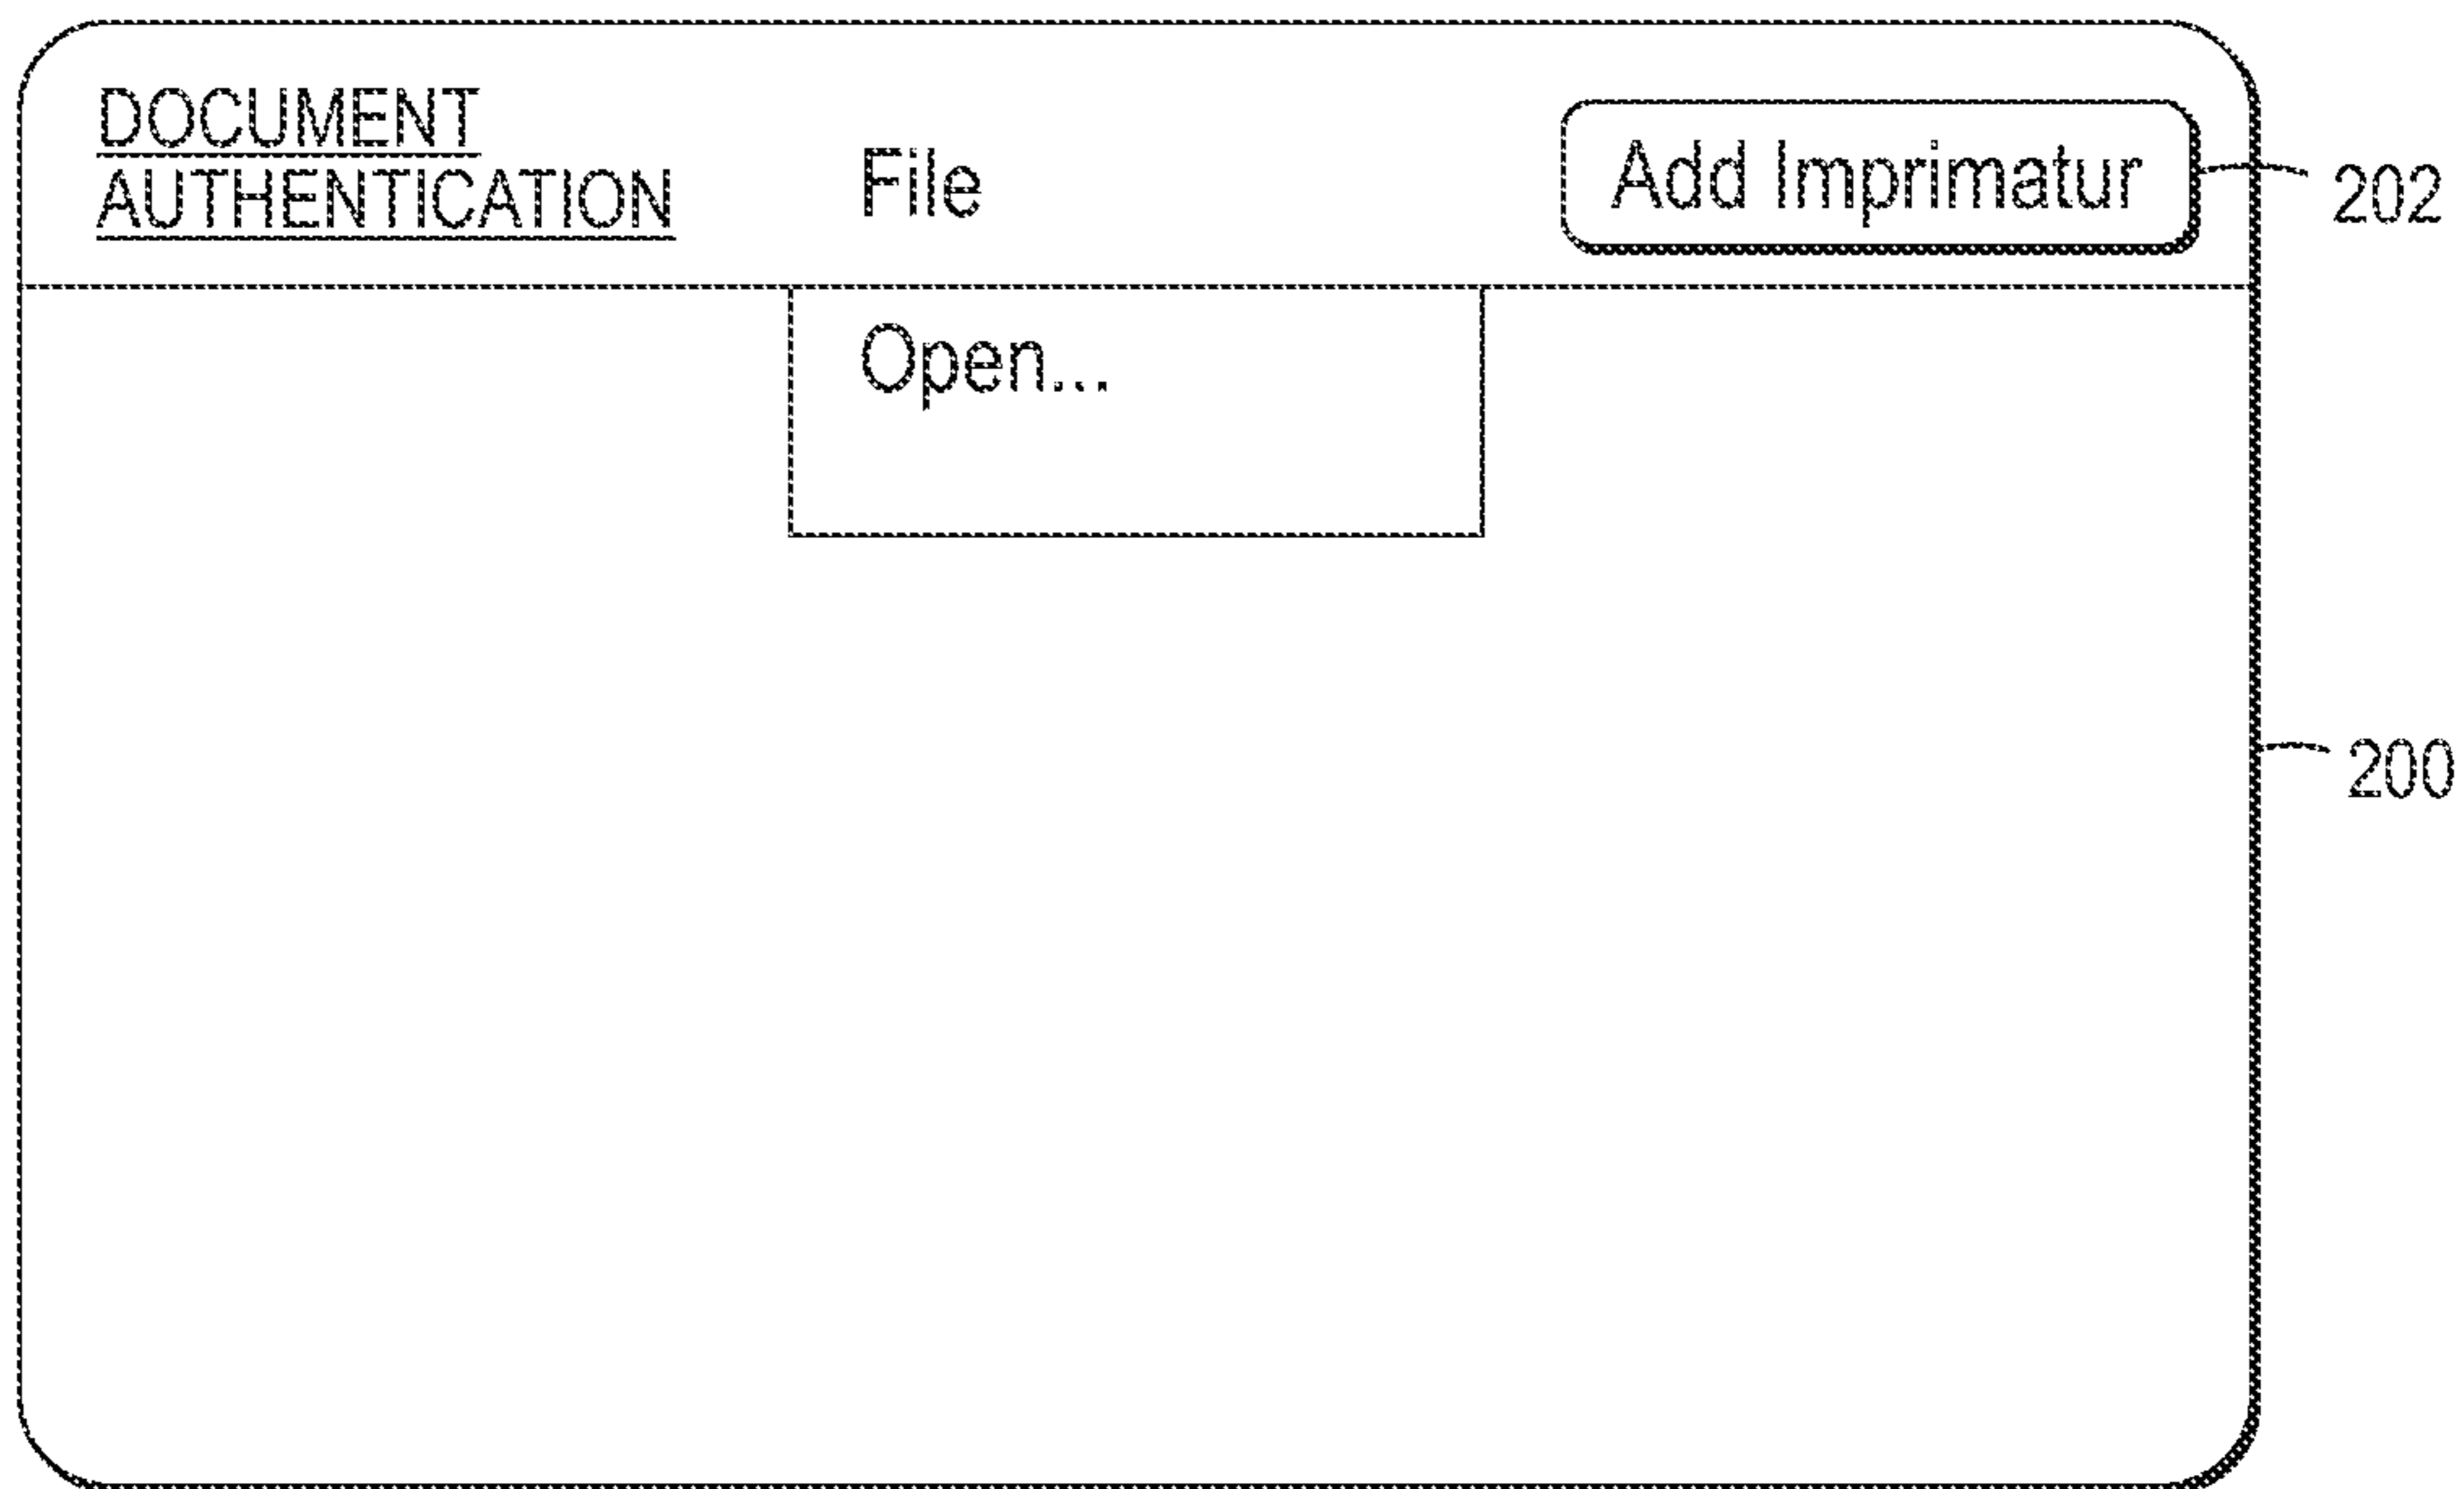 DOCUMENT
AUTHENTICATION
File
Add Imprimatur
202
Open...
200